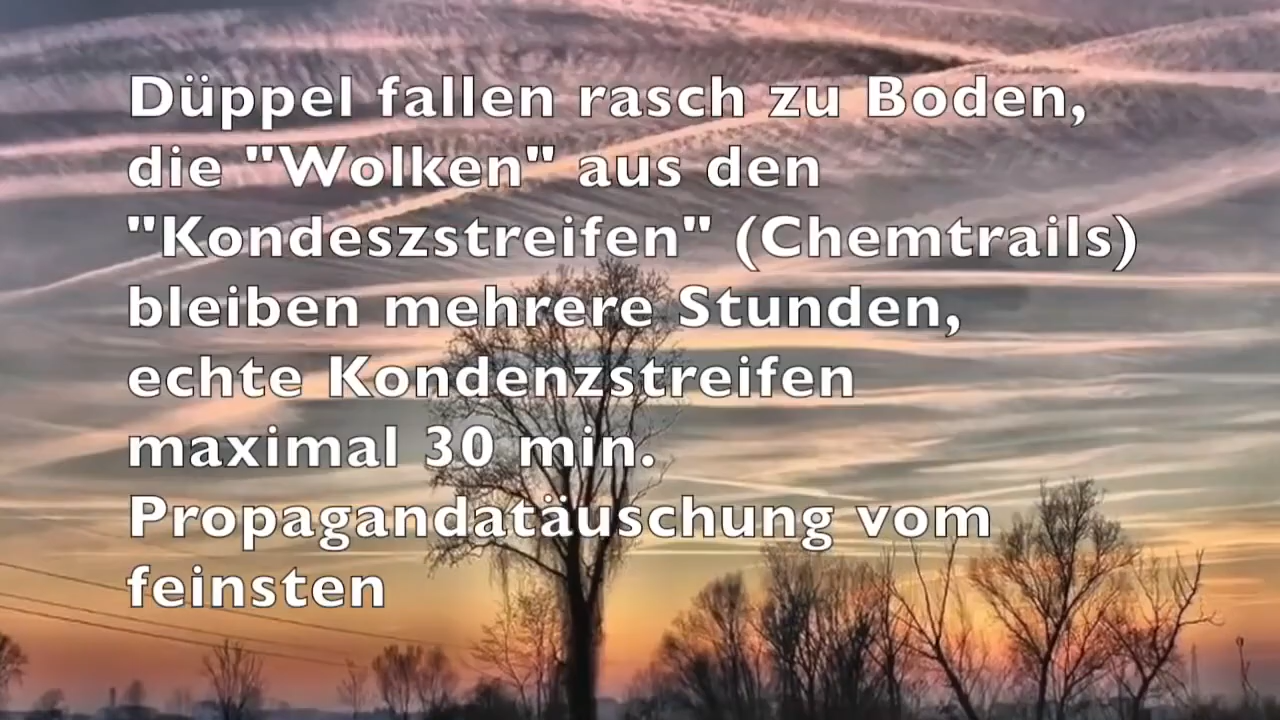 Düppel fallen rasch zu Boden,
die "Wolken" aus den
"Kondeszstreifen" (Chemtrails)
bleiben mehrere Stunden,
echte Kondenzstreifen
maximal 30 min.
Propagandatäuschung vom
feinsten